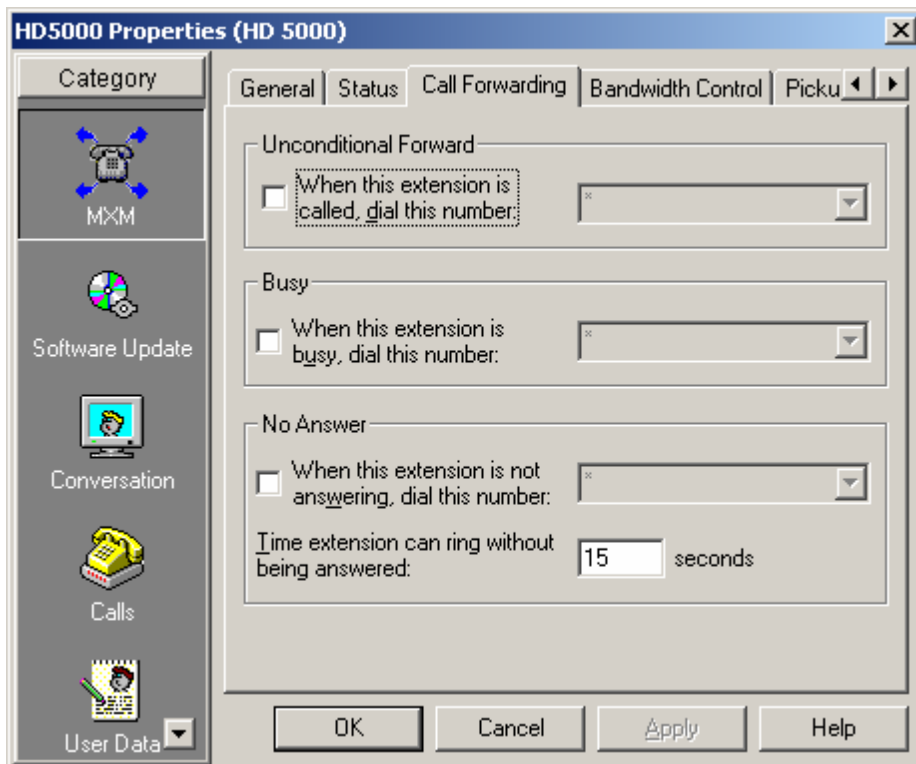 HD5000 Properties (HD 5000)
Category
MXM
Software Update
Conversation
Calls
User Data
General
Status
Call Forwarding
Bandwidth Control
Picku
Unconditional Forward
When this extension is
called, dial this number:
*
Busy
When this extension is
busy, dial this number:
*
No Answer
When this extension is not
answering, dial this number:
*
Time extension can ring without
being answered:
15 seconds
OK
Cancel
Apply
Help